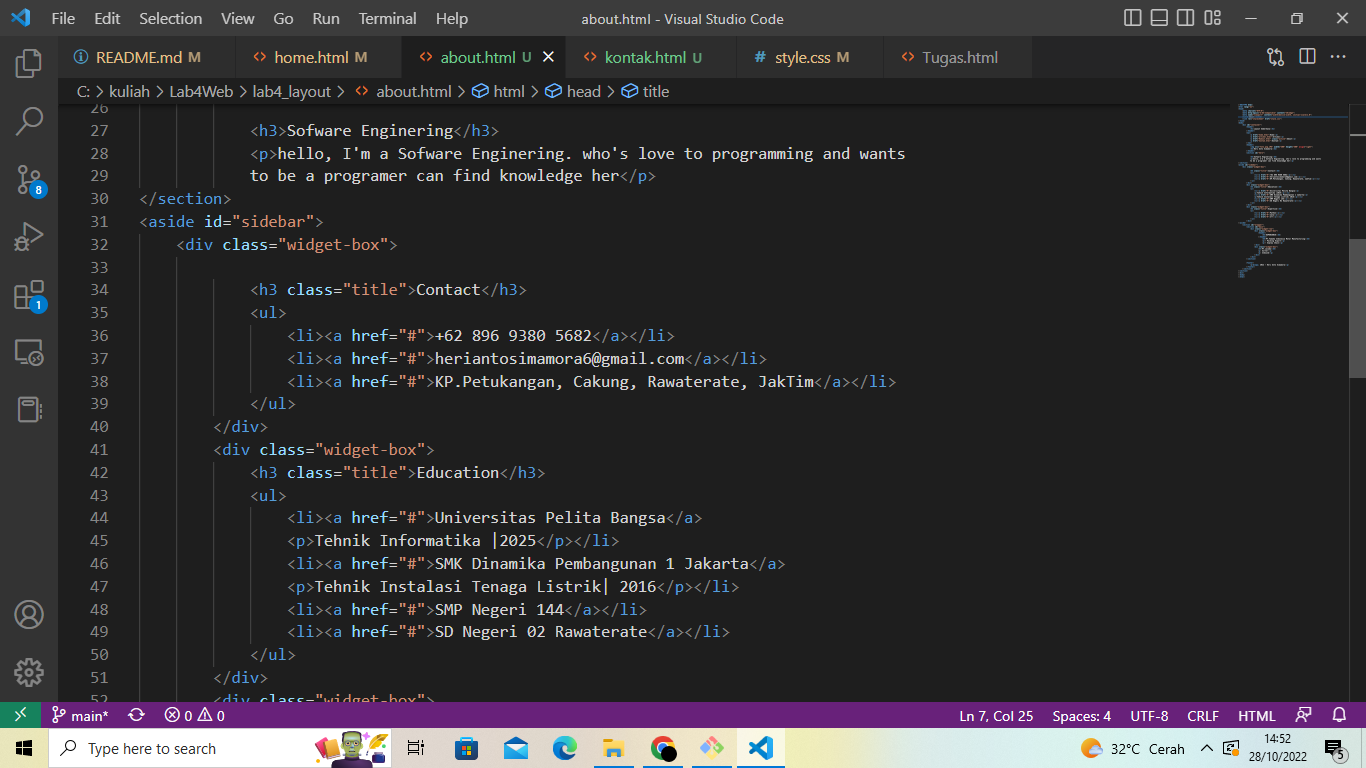 File Edit Selection View Go Run Terminal Help about.html - Visual Studio Code
README.md M home.html M about.html U kontak.html U # style.css M Tugas.html
C: > kuliah > Lab4Web > lab4_layout > <> about.html > html > head > title
26
27 <h3>Sofware Enginering</h3>
28 <p>hello, I'm a Sofware Enginering. who's love to programming and wants
29 to be a programer can find knowledge her</p>
30 </section>
31 <aside id="sidebar">
32 <div class="widget-box">
33
34 <h3 class="title">Contact</h3>
35 <ul>
36 <li><a href="#">+62 896 9380 5682</a></li>
37 <li><a href="#">heriantosimamora6@gmail.com</a></li>
38 <li><a href="#">KP.Petukangan, Cakung, Rawaterate, JakTim</a></li>
39 </ul>
40 </div>
41 <div class="widget-box">
42 <h3 class="title">Education</h3>
43 <ul>
44 <li><a href="#">Universitas Pelita Bangsa</a>
45 <p>Tehnik Informatika |2025</p></li>
46 <li><a href="#">SMK Dinamika Pembangunan 1 Jakarta</a>
47 <p>Tehnik Instalasi Tenaga Listrik| 2016</p></li>
48 <li><a href="#">SMP Negeri 144</a></li>
49 <li><a href="#">SD Negeri 02 Rawaterate</a></li>
50 </ul>
51 </div>
52 <div class="widget-box">
8
1
main* 0 0 Ln 7, Col 25 Spaces: 4 UTF-8 CRLF HTML
Type here to search 32°C Cerah 14:52
28/10/2022 5